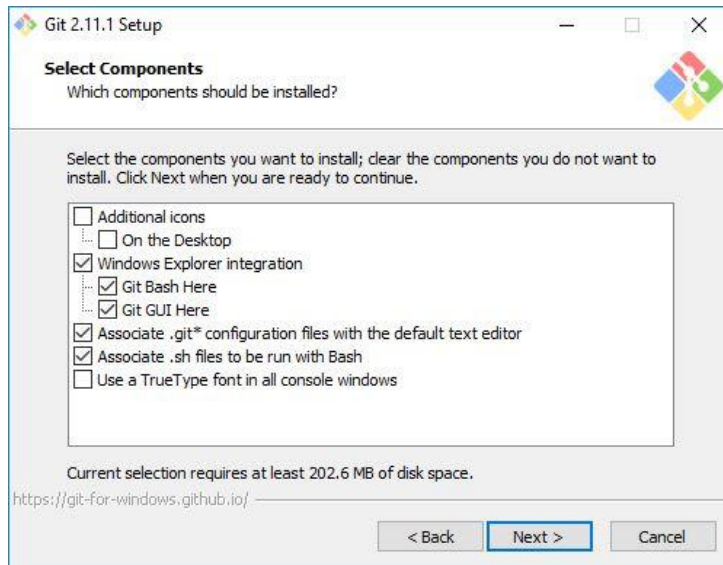 Git 2.11.1 Setup
Select Components
Which components should be installed?
Select the components you want to install; clear the components you do not want to
install. Click Next when you are ready to continue.
Additional icons
On the Desktop
Windows Explorer integration
Git Bash Here
Git GUI Here
Associate .git* configuration files with the default text editor
Associate .sh files to be run with Bash
Use a TrueType font in all console windows
Current selection requires at least 202.6 MB of disk space.
https://git-for-windows.github.io/
< Back Next > Cancel